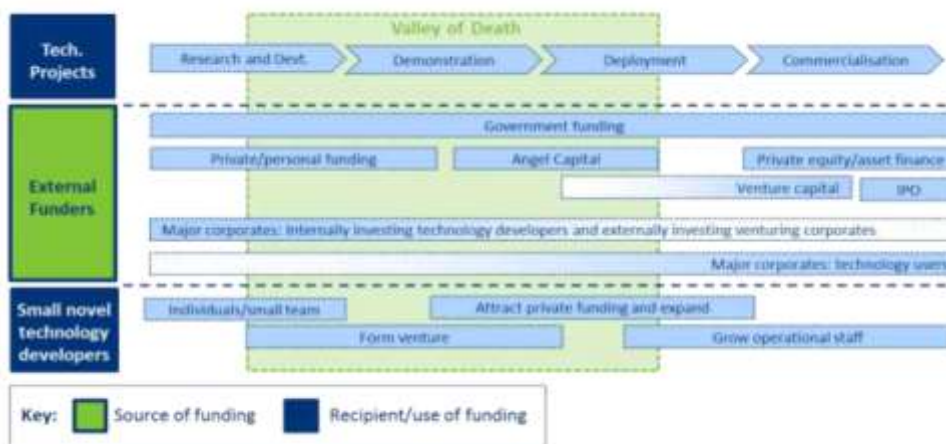 Valley of Death
Tech.
Projects
Research and Devt.
Demonstration
Deployment
Commercialisation
External
Funders
Government funding
Private/personal funding
Angel Capital
Private equity/asset finance
Venture capital
IPO
Major corporates: Internally investing technology developers and externally investing venturing corporates
Major corporates: technology users
Small novel
technology
developers
Individuals/small team
Attract private funding and expand
Form venture
Grow operational staff
Key:
Source of funding
Recipient/use of funding